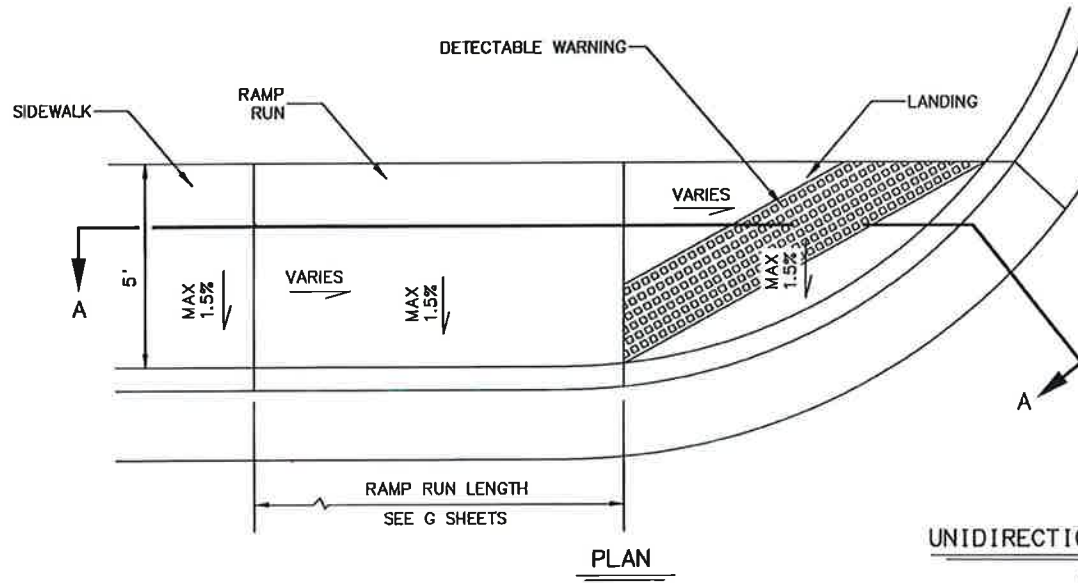 DETECTABLE WARNING
SIDEWALK
RAMP
RUN
LANDING
VARIES
5'
A
MAX
1.5%
VARIES
MAX
1.5%
MAX
1.5%
A
RAMP RUN LENGTH
SEE G SHEETS
PLAN
UNIDIRECTIO